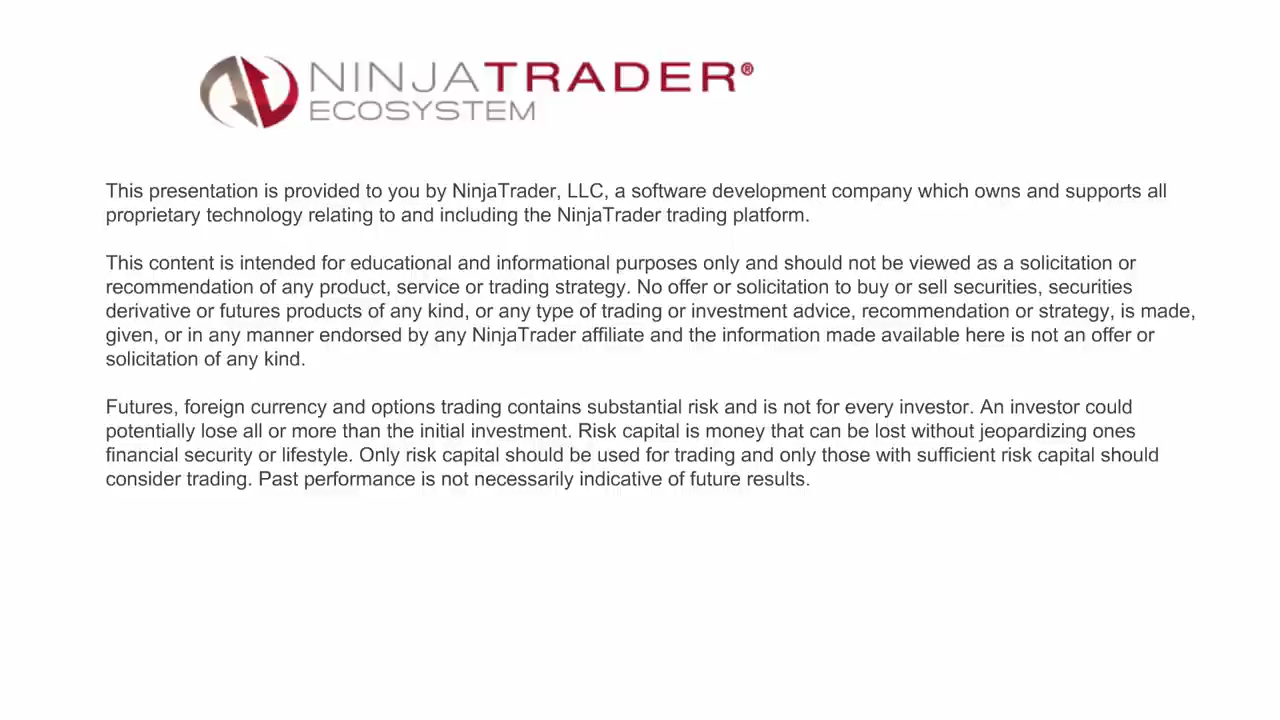 NINJATRADER®
ECOSYSTEM
This presentation is provided to you by NinjaTrader, LLC, a software development company which owns and supports all
proprietary technology relating to and including the NinjaTrader trading platform.
This content is intended for educational and informational purposes only and should not be viewed as a solicitation or
recommendation of any product, service or trading strategy. No offer or solicitation to buy or sell securities, securities
derivative or futures products of any kind, or any type of trading or investment advice, recommendation or strategy, is made,
given, or in any manner endorsed by any NinjaTrader affiliate and the information made available here is not an offer or
solicitation of any kind.
Futures, foreign currency and options trading contains substantial risk and is not for every investor. An investor could
potentially lose all or more than the initial investment. Risk capital is money that can be lost without jeopardizing ones
financial security or lifestyle. Only risk capital should be used for trading and only those with sufficient risk capital should
consider trading. Past performance is not necessarily indicative of future results.